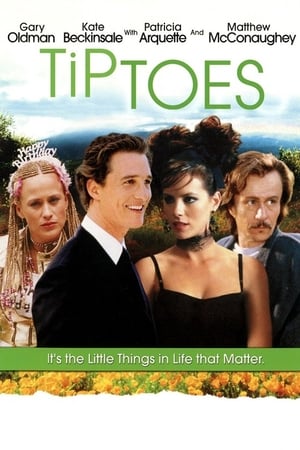 Gary Oldman Kate Beckinsale With Patricia Arquette And Matthew McConaughey
TiPTOES
Happy Birthday
It's the Little Things in Life that Matter.